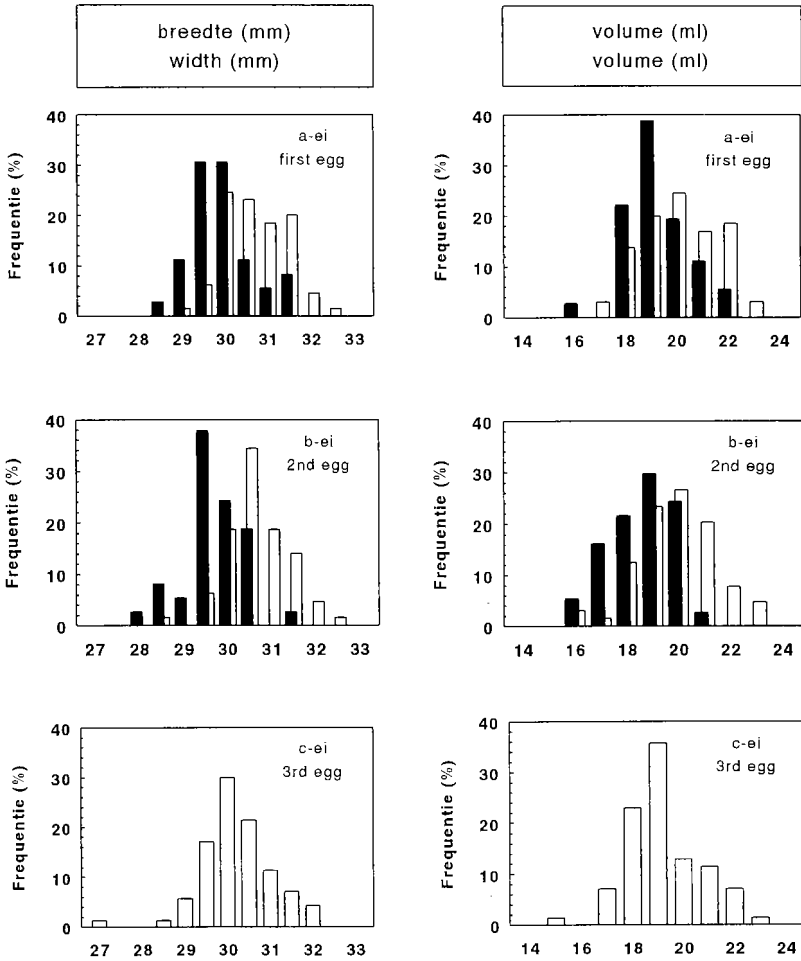 breedte (mm)
width (mm)
volume (ml)
volume (ml)
Frequentie (%)
40
30
20
10
0
a-ei
first egg
27 28 29 30 31 32 33
Frequentie (%)
40
30
20
10
0
a-ei
first egg
14 16 18 20 22 24
Frequentie (%)
40
30
20
10
0
b-ei
2nd egg
27 28 29 30 31 32 33
Frequentie (%)
40
30
20
10
0
b-ei
2nd egg
14 16 18 20 22 24
Frequentie (%)
40
30
20
10
0
c-ei
3rd egg
27 28 29 30 31 32 33
Frequentie (%)
40
30
20
10
0
c-ei
3rd egg
14 16 18 20 22 24